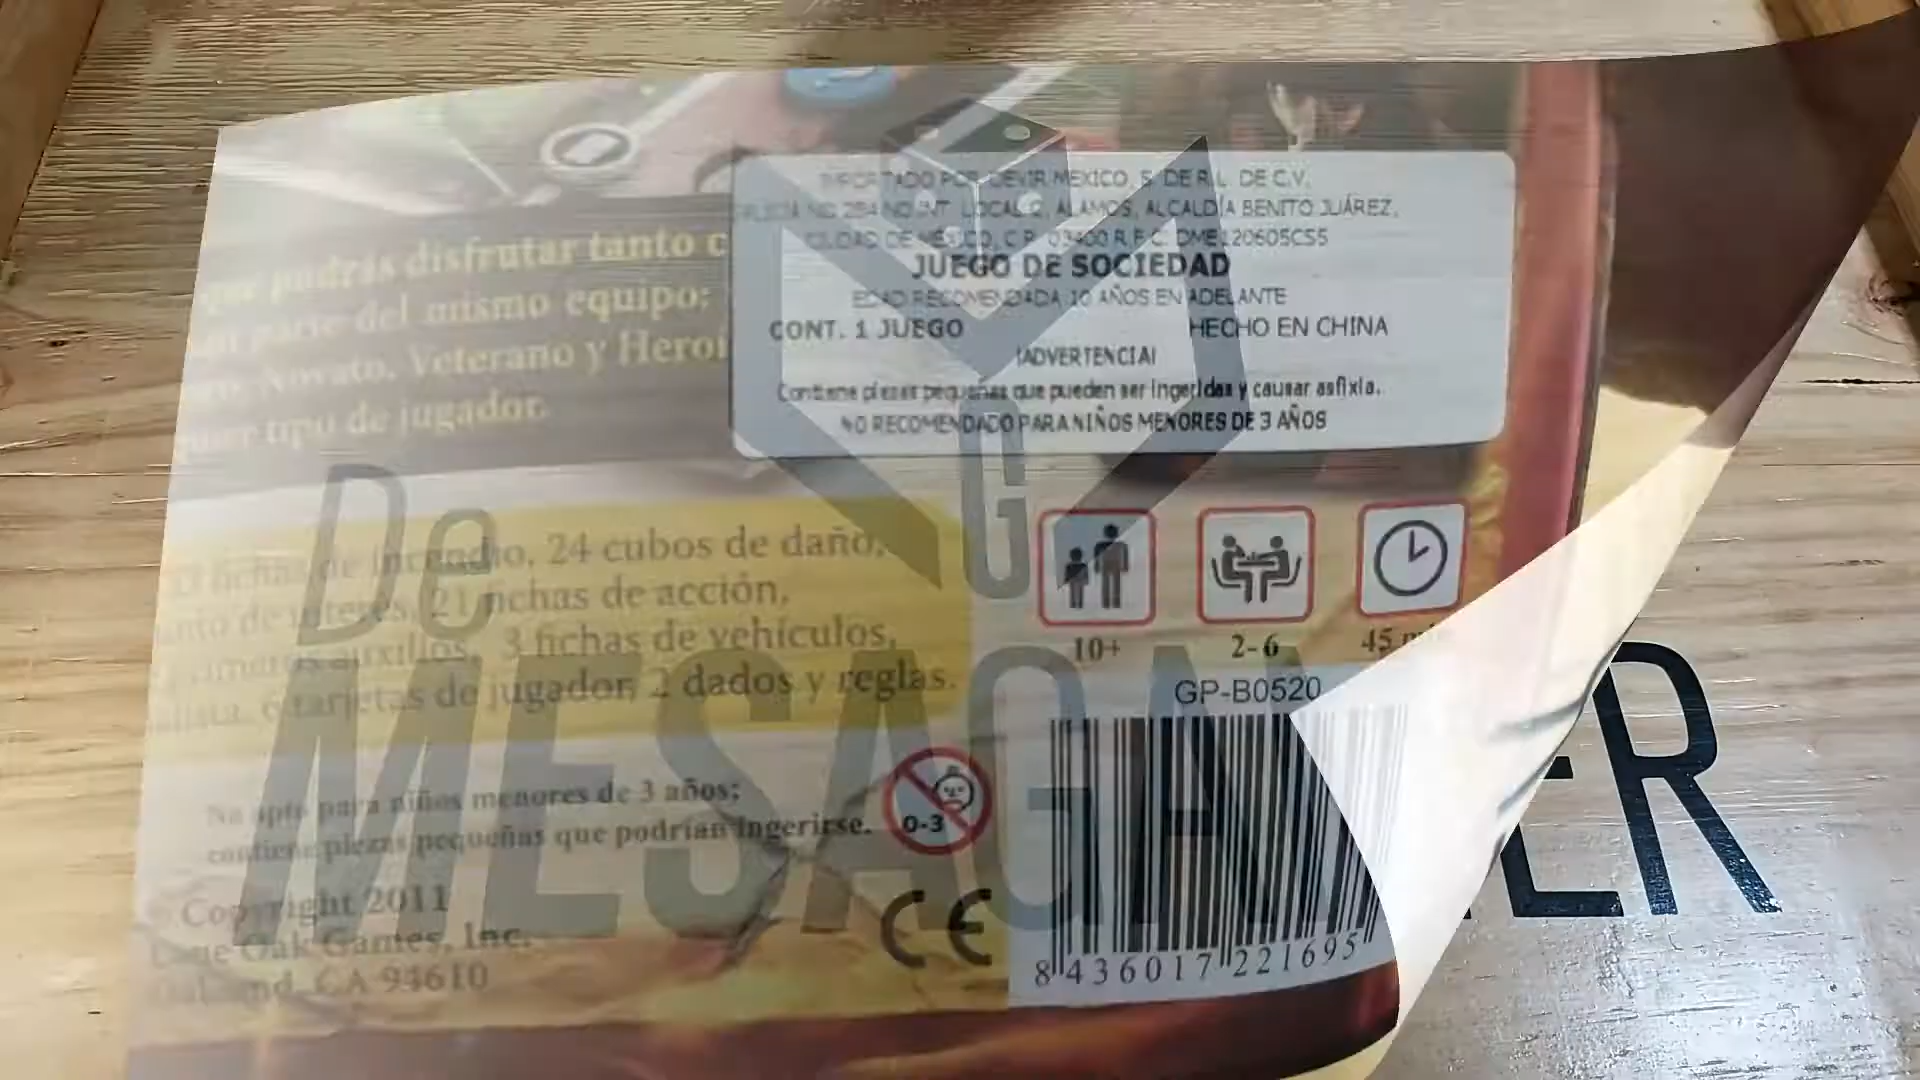 IMPORTADO POR DEVIR MEXICO, S. DE R.L. DE C.V.
NO. 284 NO. INT. LOCAL 2, ALAMOS, ALCALDÍA BENITO JUÁREZ,
CIUDAD DE MEXICO, C.P. 03400 R.F.C. DME120605CS5
JUEGO DE SOCIEDAD
EDAD RECOMENDADA 10 AÑOS EN ADELANTE
CONT. 1 JUEGO HECHO EN CHINA
¡ADVERTENCIA!
Contiene piezas pequeñas que pueden ser ingeridas y causar asfixia.
NO RECOMENDADO PARA NIÑOS MENORES DE 3 AÑOS
que podrás disfrutar tanto c
parte del mismo equipo:
Novato, Veterano y Heroi
tipo de jugador.
G
De
MESAGA ER
fichas de incendio, 24 cubos de daño,
de interés, 21 fichas de acción,
primeros auxilios, 3 fichas de vehículos,
6 tarjetas de jugador, 2 dados y reglas.
10+
2-6
45
GP-B0520
No apto para niños menores de 3 años;
contiene piezas pequeñas que podrían ingerirse.
0-3
© Copyright 2011
Oak Games, Inc.
Oakland, CA 94610
CE
8 436017 221695